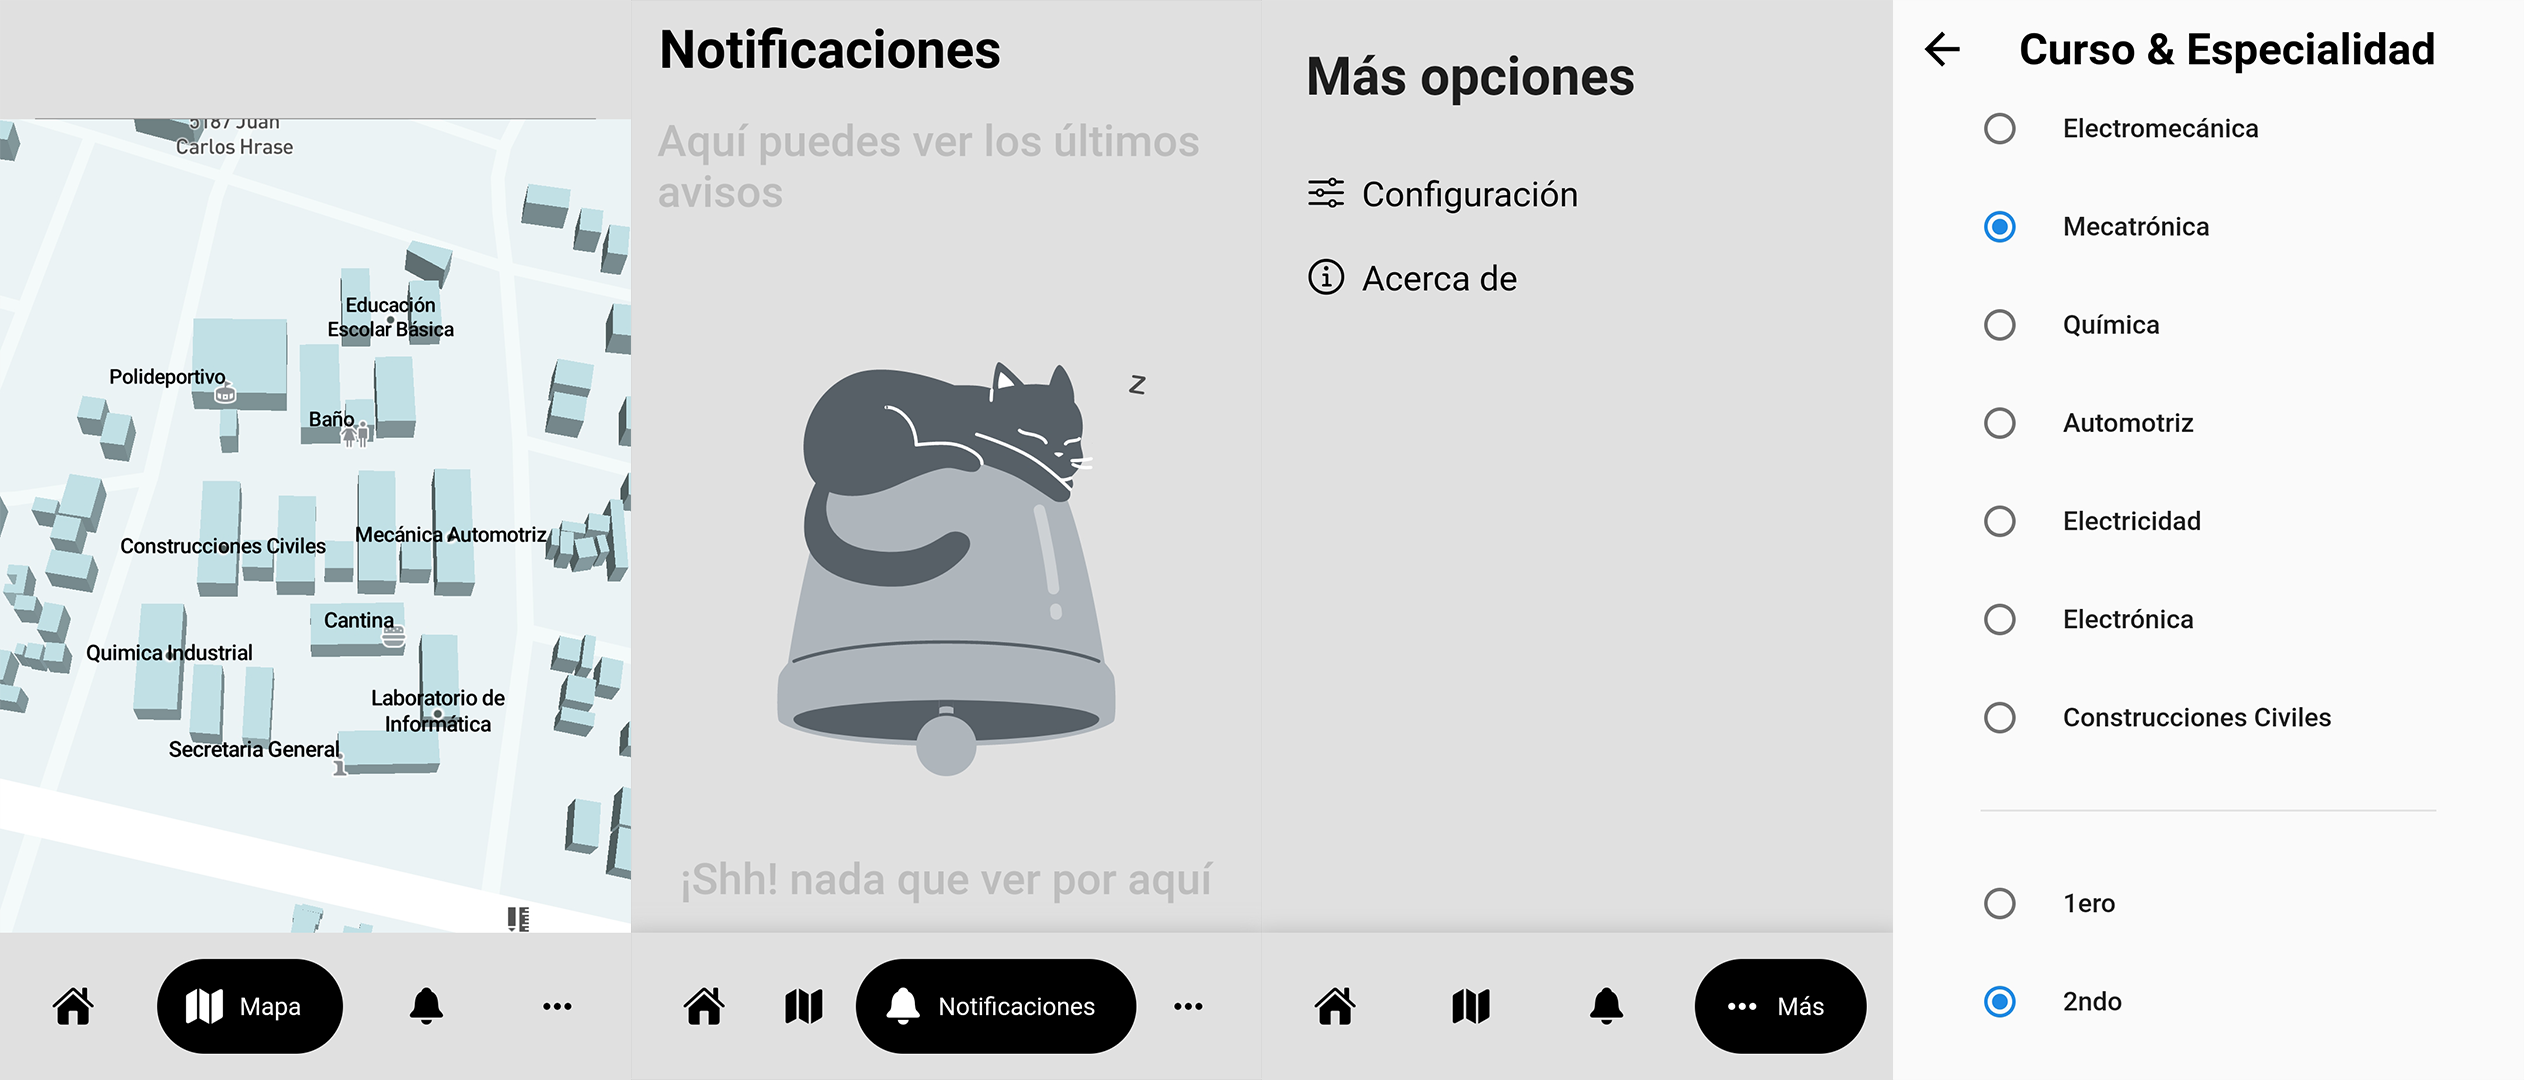 5187 Juan
Carlos Hrase
Educación
Escolar Básica
Polideportivo
Baño
Construcciones Civiles
Mecánica Automotriz
Cantina
Quimica Industrial
Laboratorio de
Informática
Secretaria General
Mapa
Notificaciones
Aquí puedes ver los últimos
avisos
z
¡Shh! nada que ver por aquí
Notificaciones
Más opciones
Configuración
Acerca de
Más
Curso & Especialidad
Electromecánica
Mecatrónica
Química
Automotriz
Electricidad
Electrónica
Construcciones Civiles
1ero
2ndo